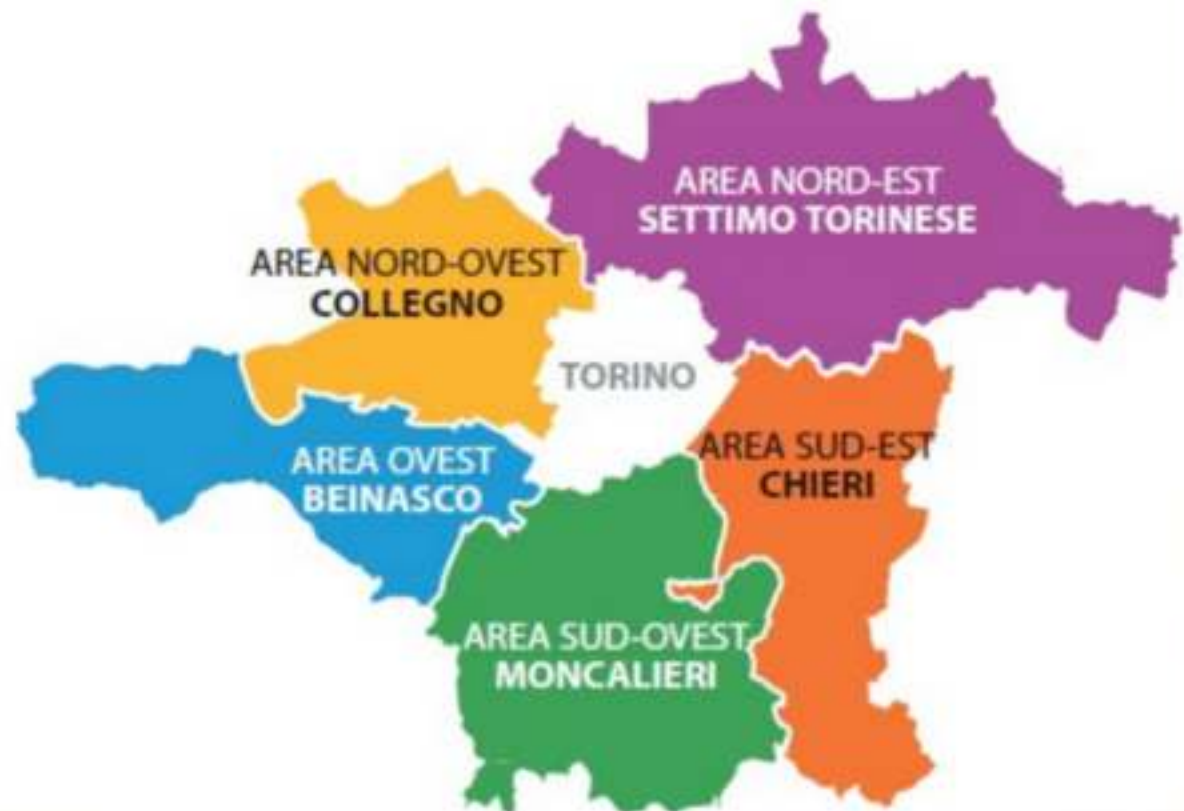 AREA NORD-EST
SETTIMO TORINESE
AREA NORD-OVEST
COLLEGNO
TORINO
AREA SUD-EST
CHIERI
AREA OVEST
BEINASCO
AREA SUD-OVEST
MONCALIERI